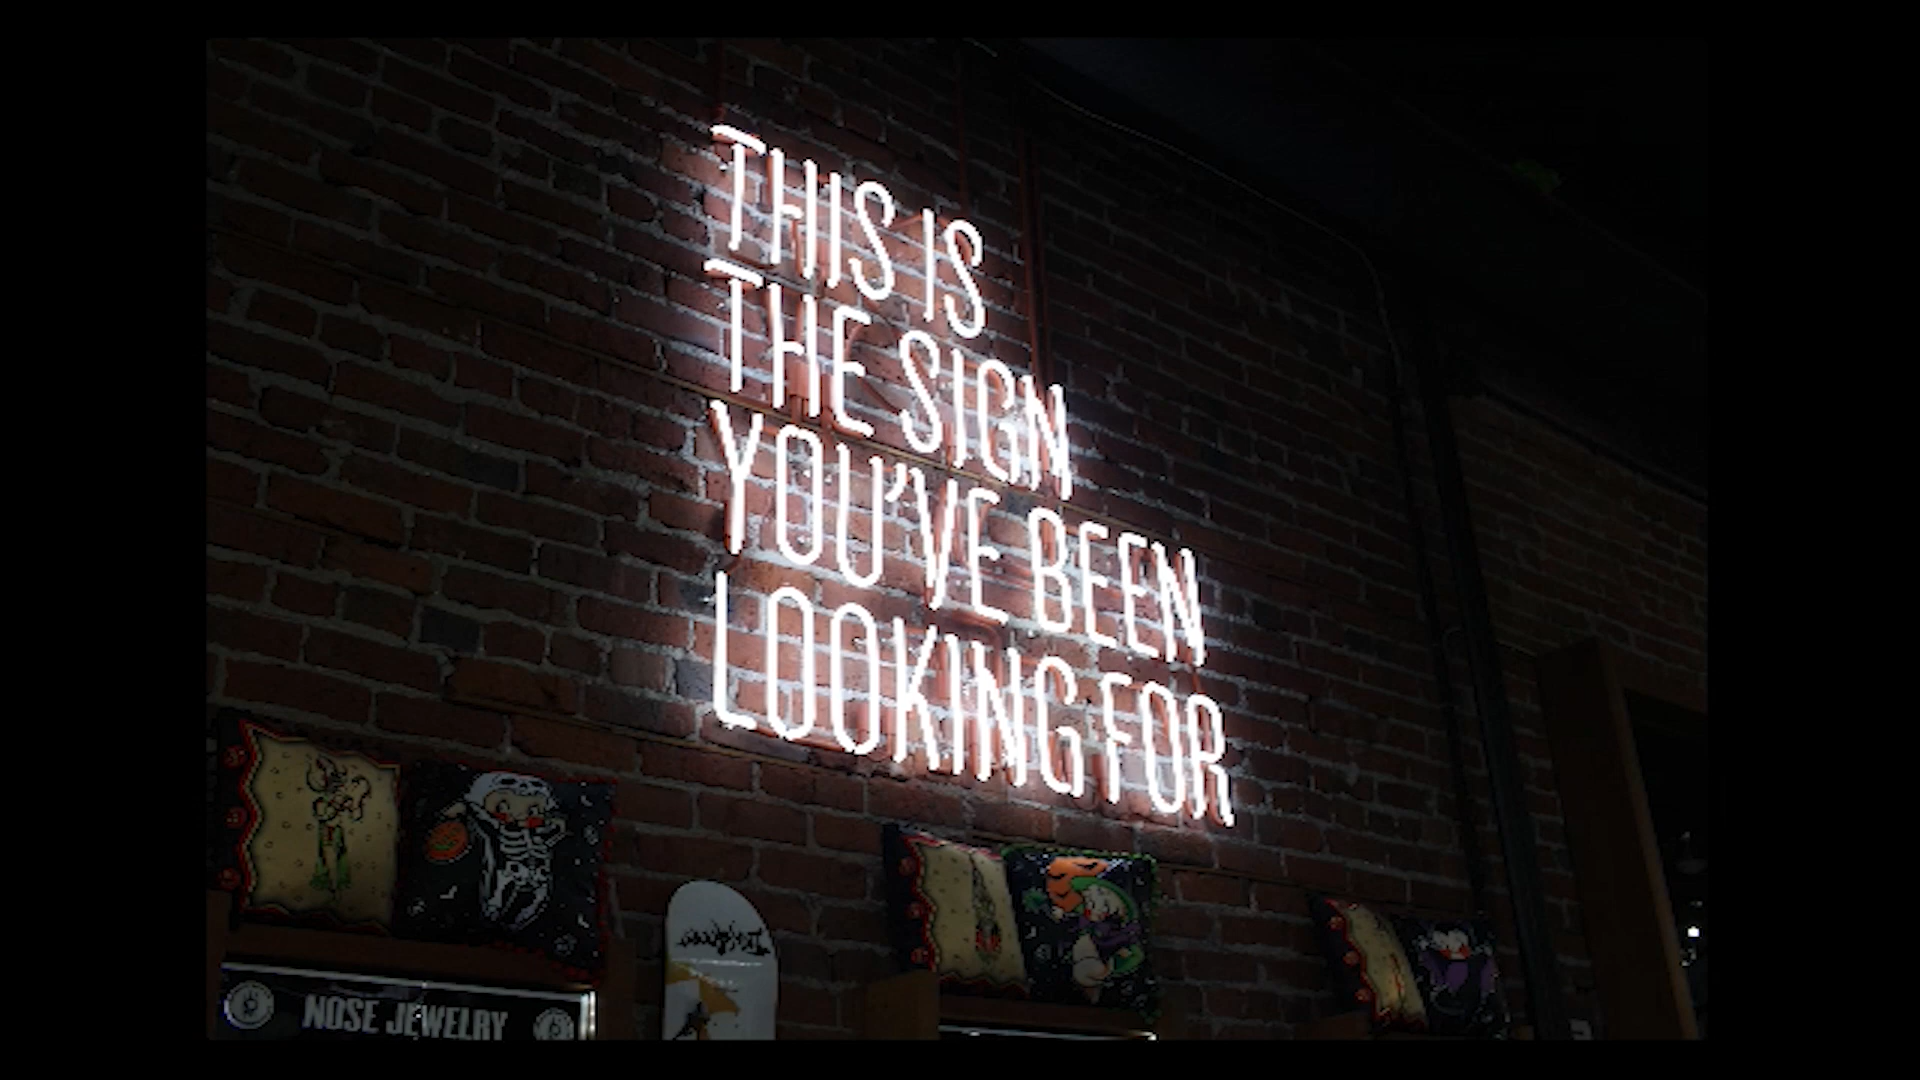 THIS IS
THE SIGN
YOU'VE BEEN
LOOKING FOR
NOSE JEWELRY